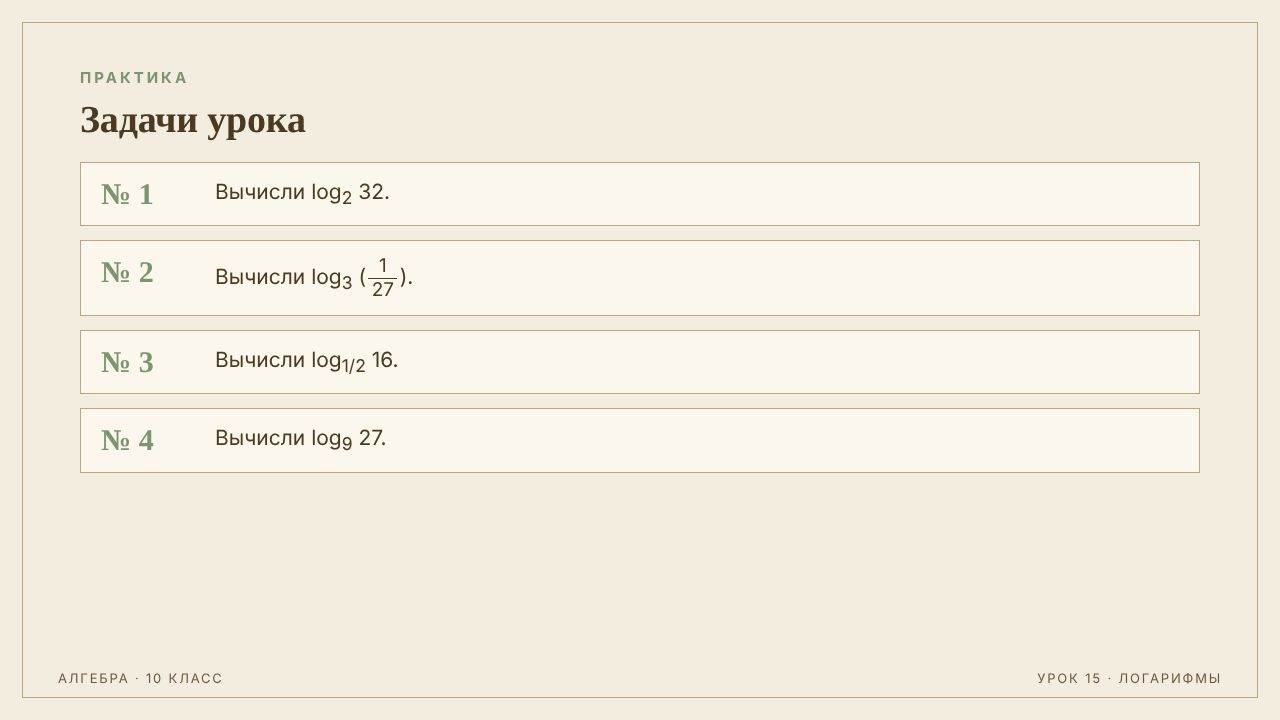 ПРАКТИКА
Задачи урока
№ 1 Вычисли log₂ 32.
№ 2 Вычисли log₃ (1/27).
№ 3 Вычисли log₁/₂ 16.
№ 4 Вычисли log₉ 27.
АЛГЕБРА · 10 КЛАСС
УРОК 15 · ЛОГАРИФМЫ